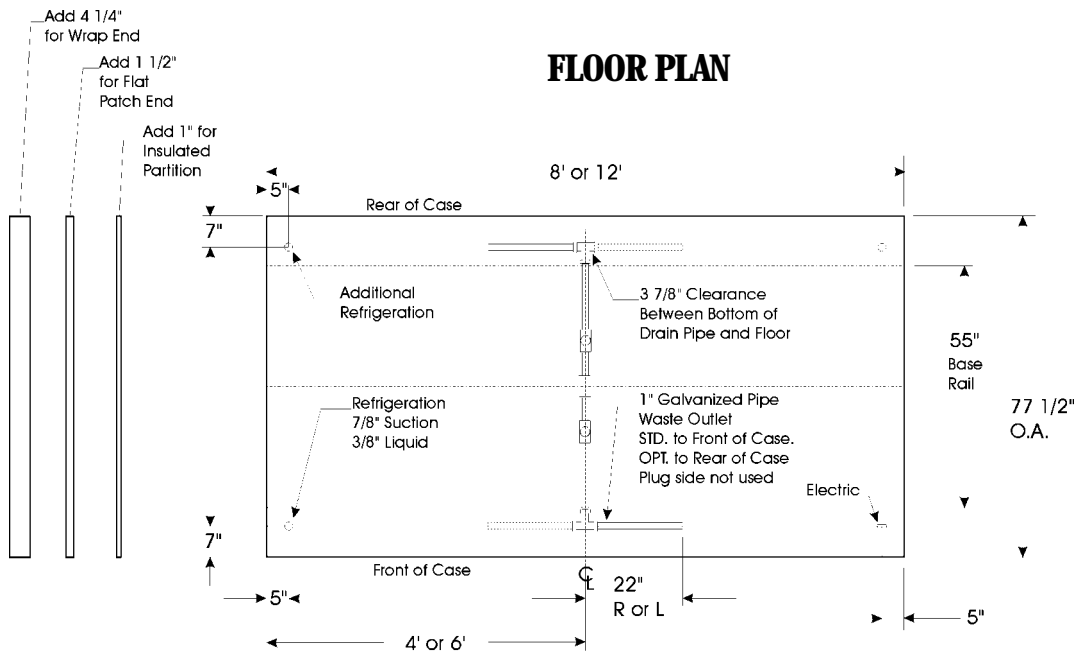 Add 4 1/4"
for Wrap End
FLOOR PLAN
Add 1 1/2"
for Flat
Patch End
Add 1" for
Insulated
Partition
8' or 12'
5"
Rear of Case
7"
Additional
Refrigeration
3 7/8" Clearance
Between Bottom of
Drain Pipe and Floor
55"
Base
Rail
77 1/2"
O.A.
Refrigeration
7/8" Suction
3/8" Liquid
1" Galvanized Pipe
Waste Outlet
STD. to Front of Case.
OPT. to Rear of Case
Plug side not used
Electric
7"
Front of Case
CL
5"
22"
R or L
5"
4' or 6'